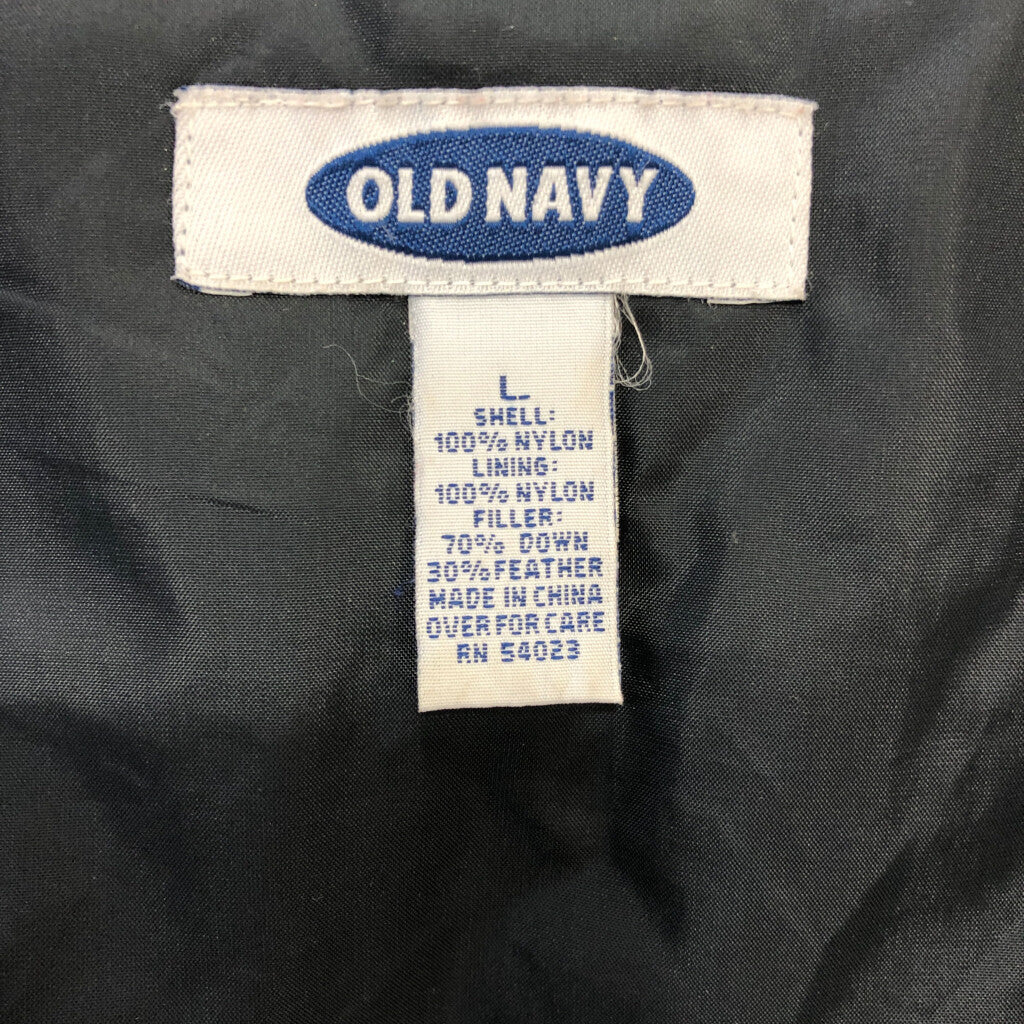 OLD NAVY
L
SHELL:
100% NYLON
LINING:
100% NYLON
FILLER:
70% DOWN
30% FEATHER
MADE IN CHINA
OVER FOR CARE
RN 54023